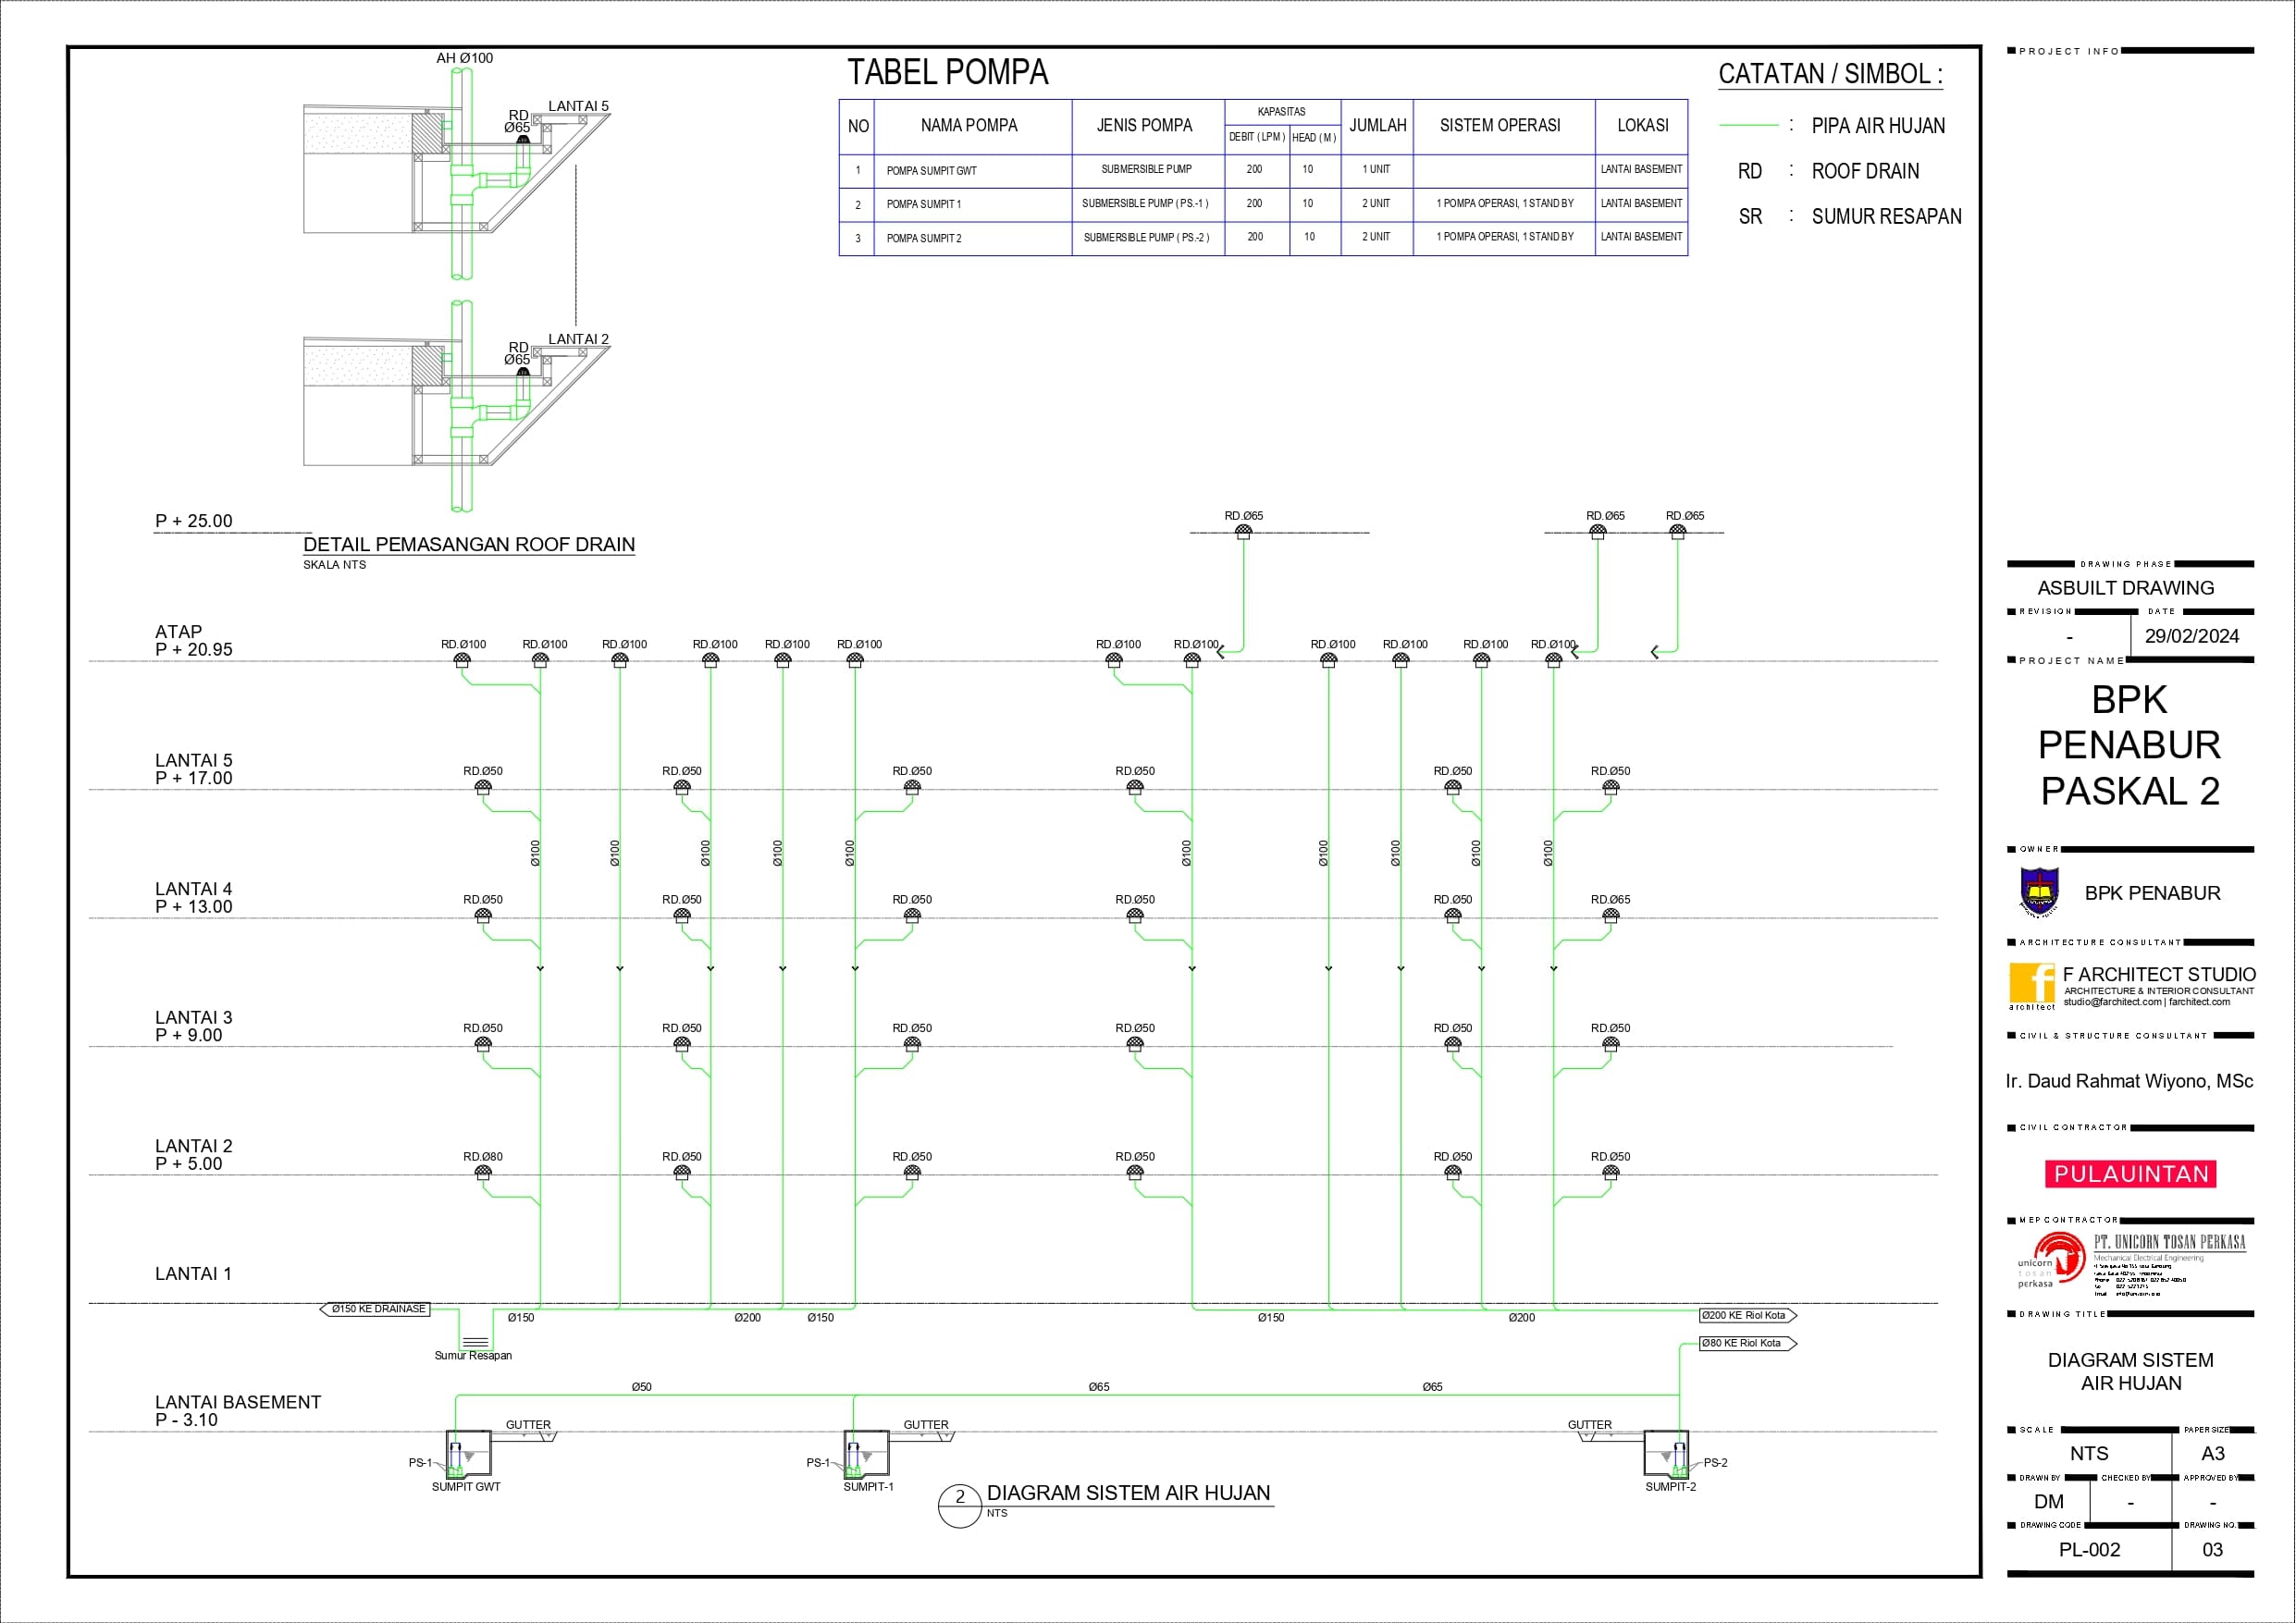 AH Ø100
LANTAI 5
RD
Ø65
LANTAI 2
RD
Ø65
DETAIL PEMASANGAN ROOF DRAIN
SKALA NTS
TABEL POMPA
NO NAMA POMPA JENIS POMPA KAPASITAS JUMLAH SISTEM OPERASI LOKASI
DEBIT ( LPM ) HEAD ( M )
1 POMPA SUMPIT GWT SUBMERSIBLE PUMP 200 10 1 UNIT LANTAI BASEMENT
2 POMPA SUMPIT 1 SUBMERSIBLE PUMP ( PS.-1 ) 200 10 2 UNIT 1 POMPA OPERASI, 1 STAND BY LANTAI BASEMENT
3 POMPA SUMPIT 2 SUBMERSIBLE PUMP ( PS.-2 ) 200 10 2 UNIT 1 POMPA OPERASI, 1 STAND BY LANTAI BASEMENT
CATATAN / SIMBOL :
: PIPA AIR HUJAN
RD : ROOF DRAIN
SR : SUMUR RESAPAN
P + 25.00
RD.Ø65 RD.Ø65 RD.Ø65
ATAP
P + 20.95
RD.Ø100 RD.Ø100 RD.Ø100 RD.Ø100 RD.Ø100 RD.Ø100 RD.Ø100 RD.Ø100 RD.Ø100 RD.Ø100 RD.Ø100 RD.Ø100
LANTAI 5
P + 17.00
RD.Ø50 RD.Ø50 RD.Ø50 RD.Ø50 RD.Ø50 RD.Ø50
Ø100 Ø100 Ø100 Ø100 Ø100 Ø100 Ø100 Ø100 Ø100 Ø100
LANTAI 4
P + 13.00
RD.Ø50 RD.Ø50 RD.Ø50 RD.Ø50 RD.Ø50 RD.Ø65
LANTAI 3
P + 9.00
RD.Ø50 RD.Ø50 RD.Ø50 RD.Ø50 RD.Ø50 RD.Ø50
LANTAI 2
P + 5.00
RD.Ø80 RD.Ø50 RD.Ø50 RD.Ø50 RD.Ø50 RD.Ø50
LANTAI 1
Ø150 KE DRAINASE Ø150 Ø200 Ø150 Ø150 Ø200 Ø200 KE Riol Kota
Sumur Resapan
Ø80 KE Riol Kota
Ø50 Ø65 Ø65
LANTAI BASEMENT
P - 3.10
GUTTER GUTTER GUTTER
PS-1 PS-1 PS-2
SUMPIT GWT SUMPIT-1 SUMPIT-2
2 DIAGRAM SISTEM AIR HUJAN
NTS
PROJECT INFO
DRAWING PHASE
ASBUILT DRAWING
REVISION DATE
- 29/02/2024
PROJECT NAME
BPK
PENABUR
PASKAL 2
OWNER
BPK PENABUR
ARCHITECTURE CONSULTANT
f
architect
F ARCHITECT STUDIO
ARCHITECTURE & INTERIOR CONSULTANT
studio@farchitect.com | farchitect.com
CIVIL & STRUCTURE CONSULTANT
Ir. Daud Rahmat Wiyono, MSc
CIVIL CONTRACTOR
PULAUINTAN
MEP CONTRACTOR
unicorn
tosan
perkasa
PT. UNICORN TOSAN PERKASA
Mechanical Electrical Engineering
DRAWING TITLE
DIAGRAM SISTEM
AIR HUJAN
SCALE PAPER SIZE
NTS A3
DRAWN BY CHECKED BY APPROVED BY
DM - -
DRAWING CODE DRAWING NO.
PL-002 03